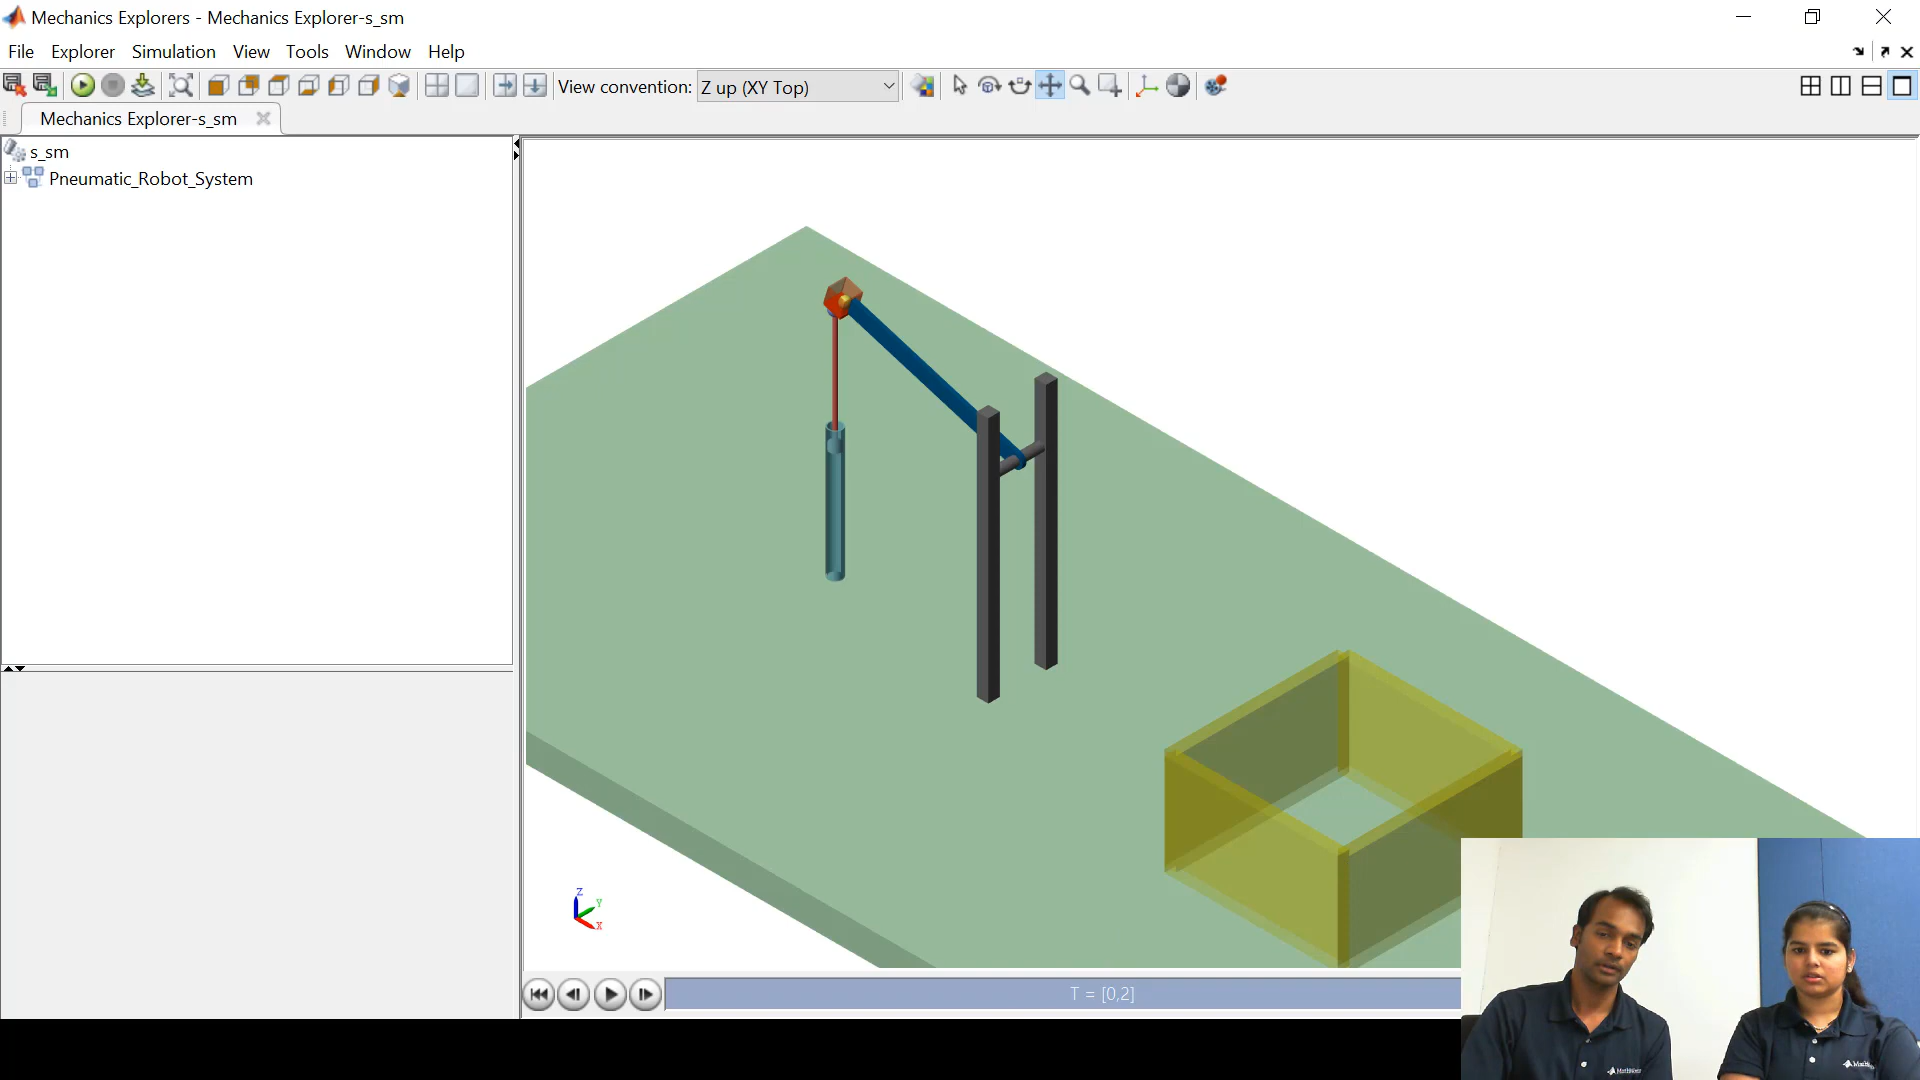 Mechanics Explorers - Mechanics Explorer-s_sm
File Explorer Simulation View Tools Window Help
View convention: Z up (XY Top)
Mechanics Explorer-s_sm
s_sm
Pneumatic_Robot_System
z
y
x
T = [0,2]
MathWorks